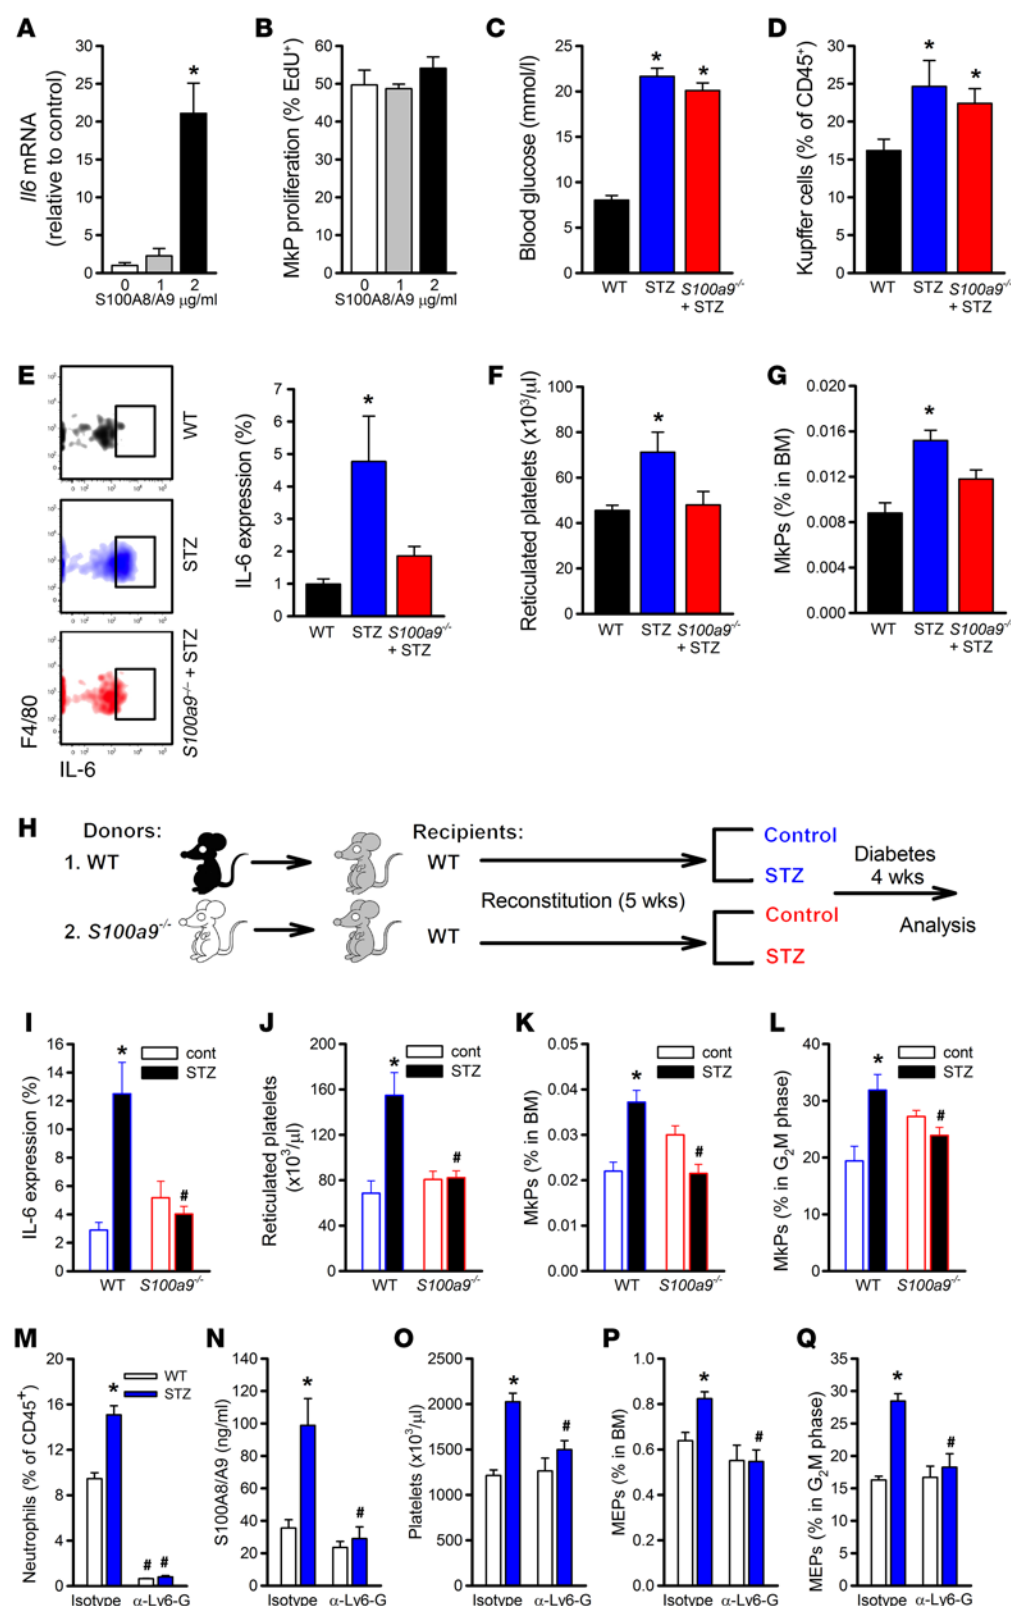 A
Il6 mRNA
(relative to control)
30
25
20
15
10
5
0
*
0 1 2
S100A8/A9 µg/ml
B
MkP proliferation (% EdU+)
60
50
40
30
20
10
0
0 1 2
S100A8/A9 µg/ml
C
Blood glucose (mmol/l)
25
20
15
10
5
0
* *
WT STZ S100a9-/-
+ STZ
D
Kupffer cells (% of CD45+)
30
25
20
15
10
5
0
* *
WT STZ S100a9-/-
+ STZ
E
WT
STZ
S100a9-/- + STZ
F4/80
IL-6
IL-6 expression (%)
7
6
5
4
3
2
1
0
*
WT STZ S100a9-/-
+ STZ
F
Reticulated platelets (x103/µl)
100
80
60
40
20
0
*
WT STZ S100a9-/-
+ STZ
G
MKPs (% in BM)
0.020
0.016
0.012
0.008
0.004
0.000
*
WT STZ S100a9-/-
+ STZ
H
Donors:
Recipients:
1. WT
WT
2. S100a9-/-
WT
Reconstitution (5 wks)
Control
STZ
Control
STZ
Diabetes
4 wks
Analysis
I
IL-6 expression (%)
16
14
12
10
8
6
4
2
0
cont
STZ
* #
WT S100a9-/-
J
Reticulated platelets
(x103/µl)
200
160
120
80
40
0
cont
STZ
* #
WT S100a9-/-
K
MkPs (% in BM)
0.05
0.04
0.03
0.02
0.01
0.00
cont
STZ
* #
WT S100a9-/-
L
MkPs (% in G2M phase)
40
30
20
10
0
cont
STZ
* #
WT S100a9-/-
M
Neutrophils (% of CD45+)
20
16
12
8
4
0
WT
STZ
* # #
Isotype α-Ly6-G
N
S100A8/A9 (ng/ml)
140
120
100
80
60
40
20
0
* #
Isotype α-Ly6-G
O
Platelets (x103/µl)
2500
2000
1500
1000
500
0
* #
Isotype α-Ly6-G
P
MEPs (% in BM)
1.0
0.8
0.6
0.4
0.2
0.0
* #
Isotype α-Ly6-G
Q
MEPs (% in G2M phase)
35
30
25
20
15
10
5
0
* #
Isotype α-Ly6-G